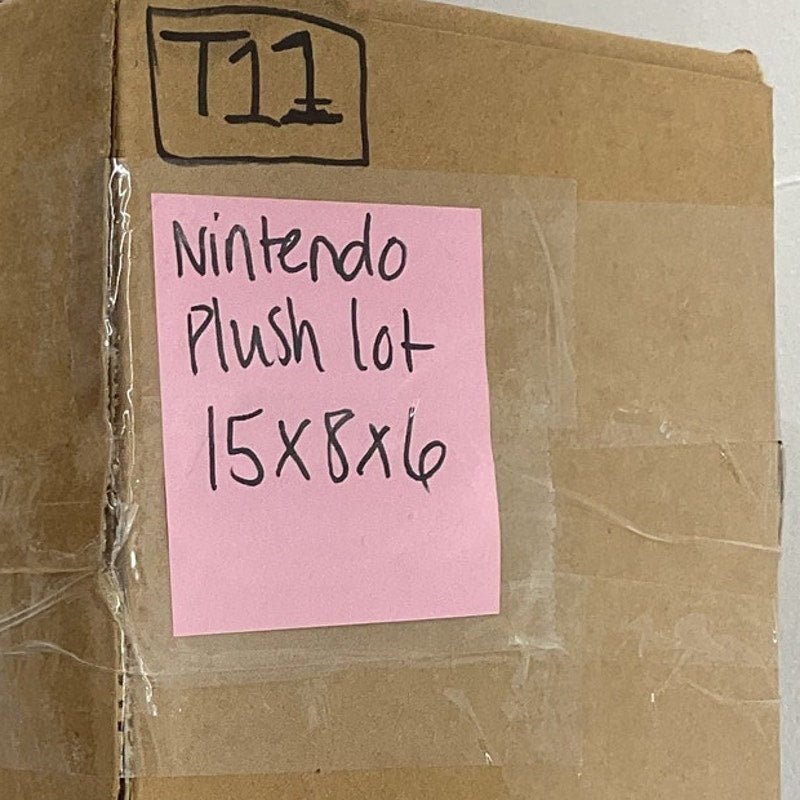 T11
Nintendo
Plush lot
15x8x6